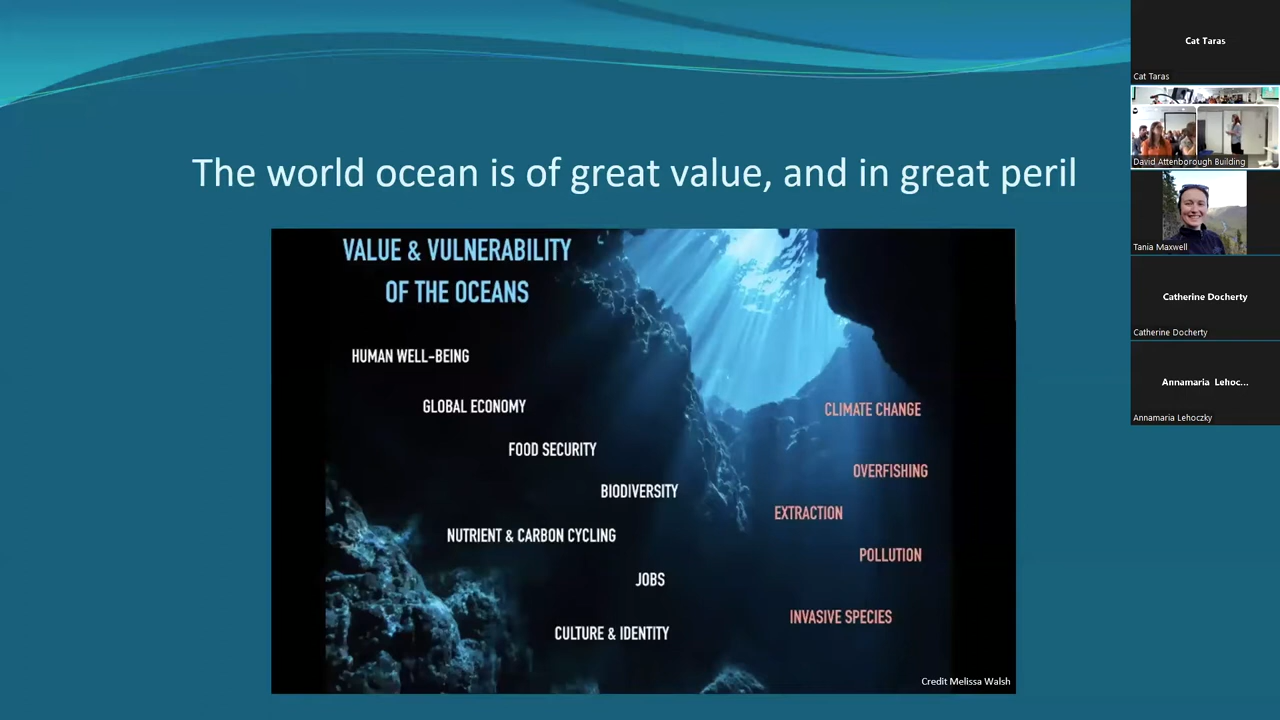 The world ocean is of great value, and in great peril
VALUE & VULNERABILITY
OF THE OCEANS
HUMAN WELL-BEING
GLOBAL ECONOMY
FOOD SECURITY
BIODIVERSITY
NUTRIENT & CARBON CYCLING
JOBS
CULTURE & IDENTITY
CLIMATE CHANGE
OVERFISHING
EXTRACTION
POLLUTION
INVASIVE SPECIES
Credit Melissa Walsh
Cat Taras
Cat Taras
David Attenborough Building
Tania Maxwell
Catherine Docherty
Catherine Docherty
Annamaria Lehoc...
Annamaria Lehoczky